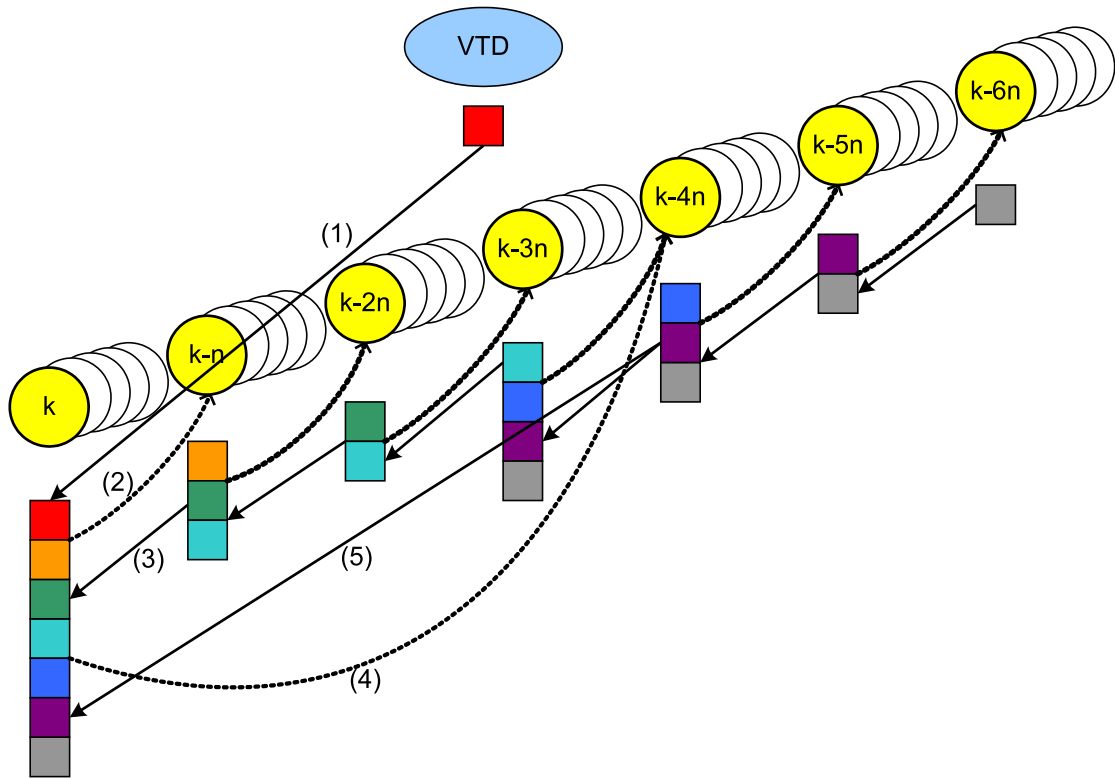 VTD
k-6n
k-5n
k-4n
(1)
k-3n
k-2n
k-n
k
(2)
(3)
(5)
(4)